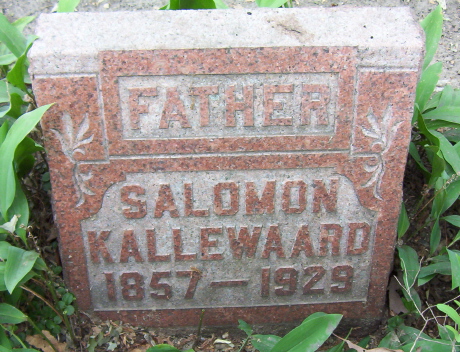 FATHER
SALOMON
KALLEWAARD
1857 — 1929